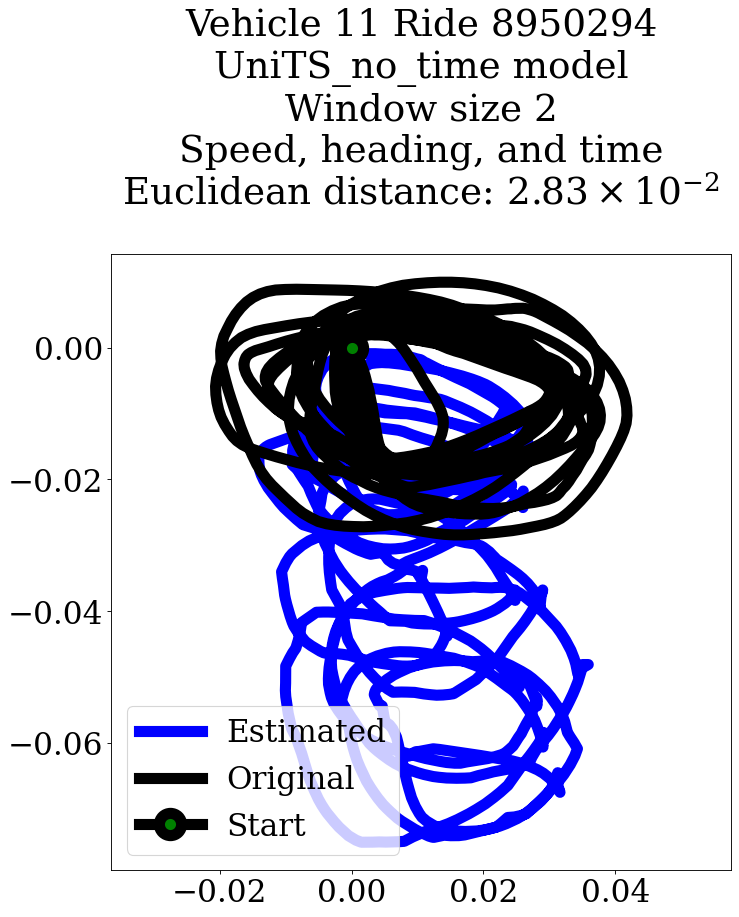 Vehicle 11 Ride 8950294
UniTS_no_time model
Window size 2
Speed, heading, and time
Euclidean distance: 2.83 × 10⁻²
0.00
−0.02
−0.04
−0.06
Estimated
Original
Start
−0.02 0.00 0.02 0.04